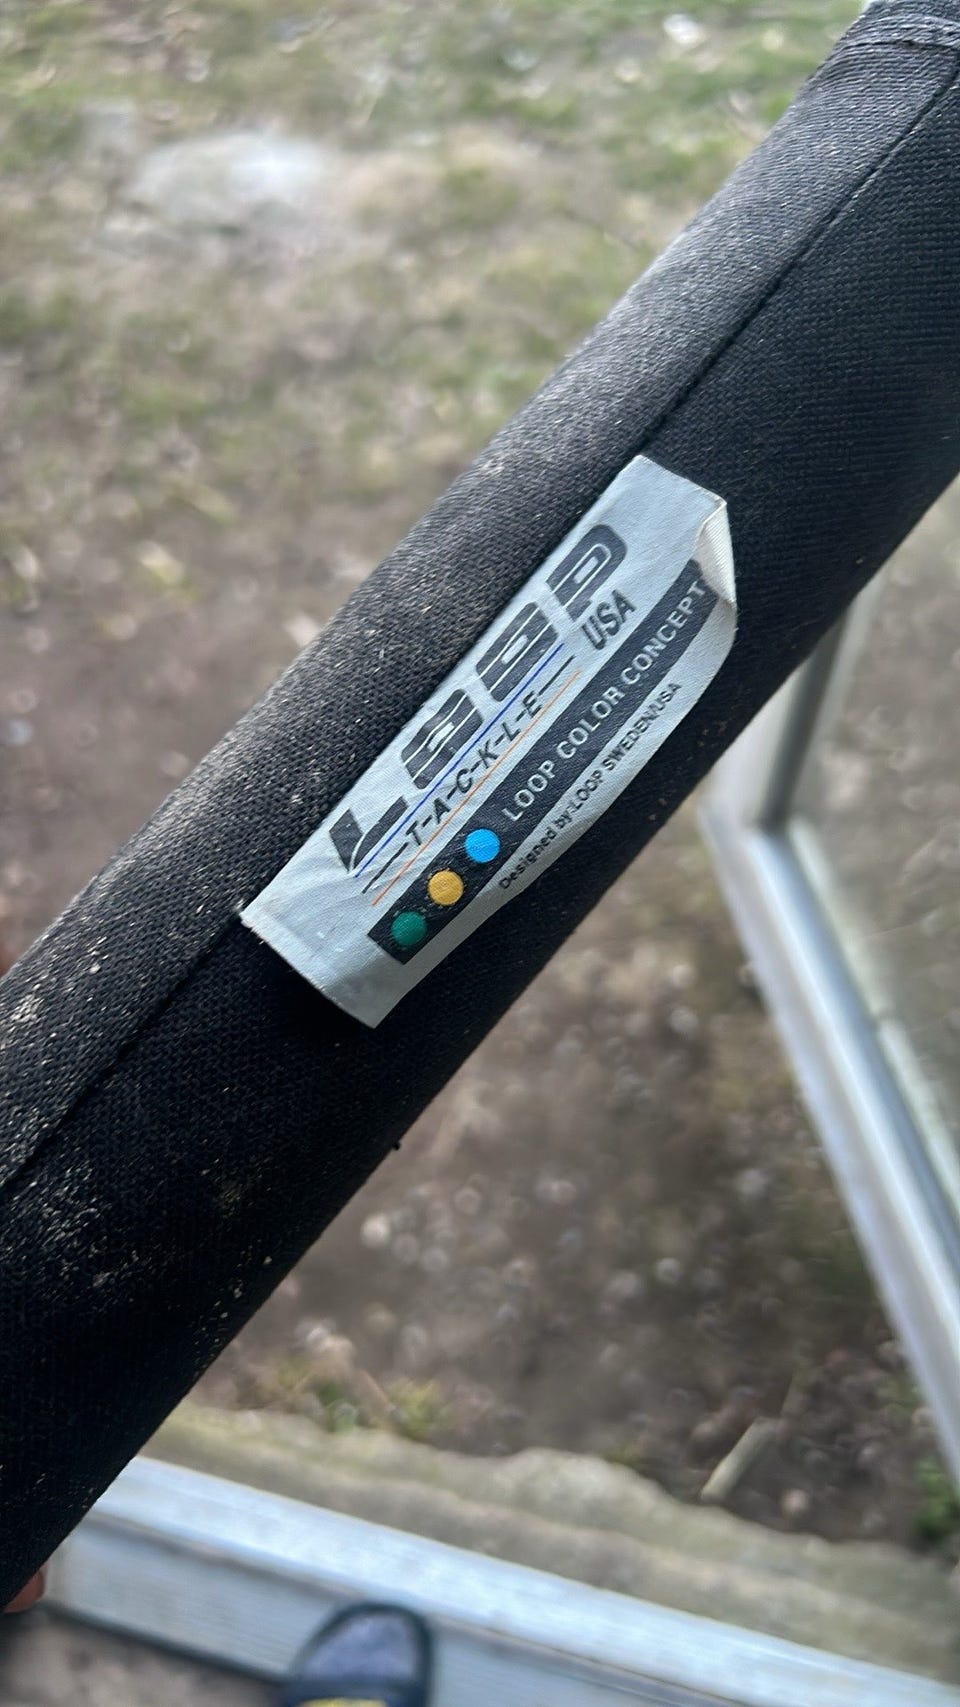 LOOP
T-A-C-K-L-E
USA
LOOP COLOR CONCEPT
Designed by:LOOP SWEDEN/USA